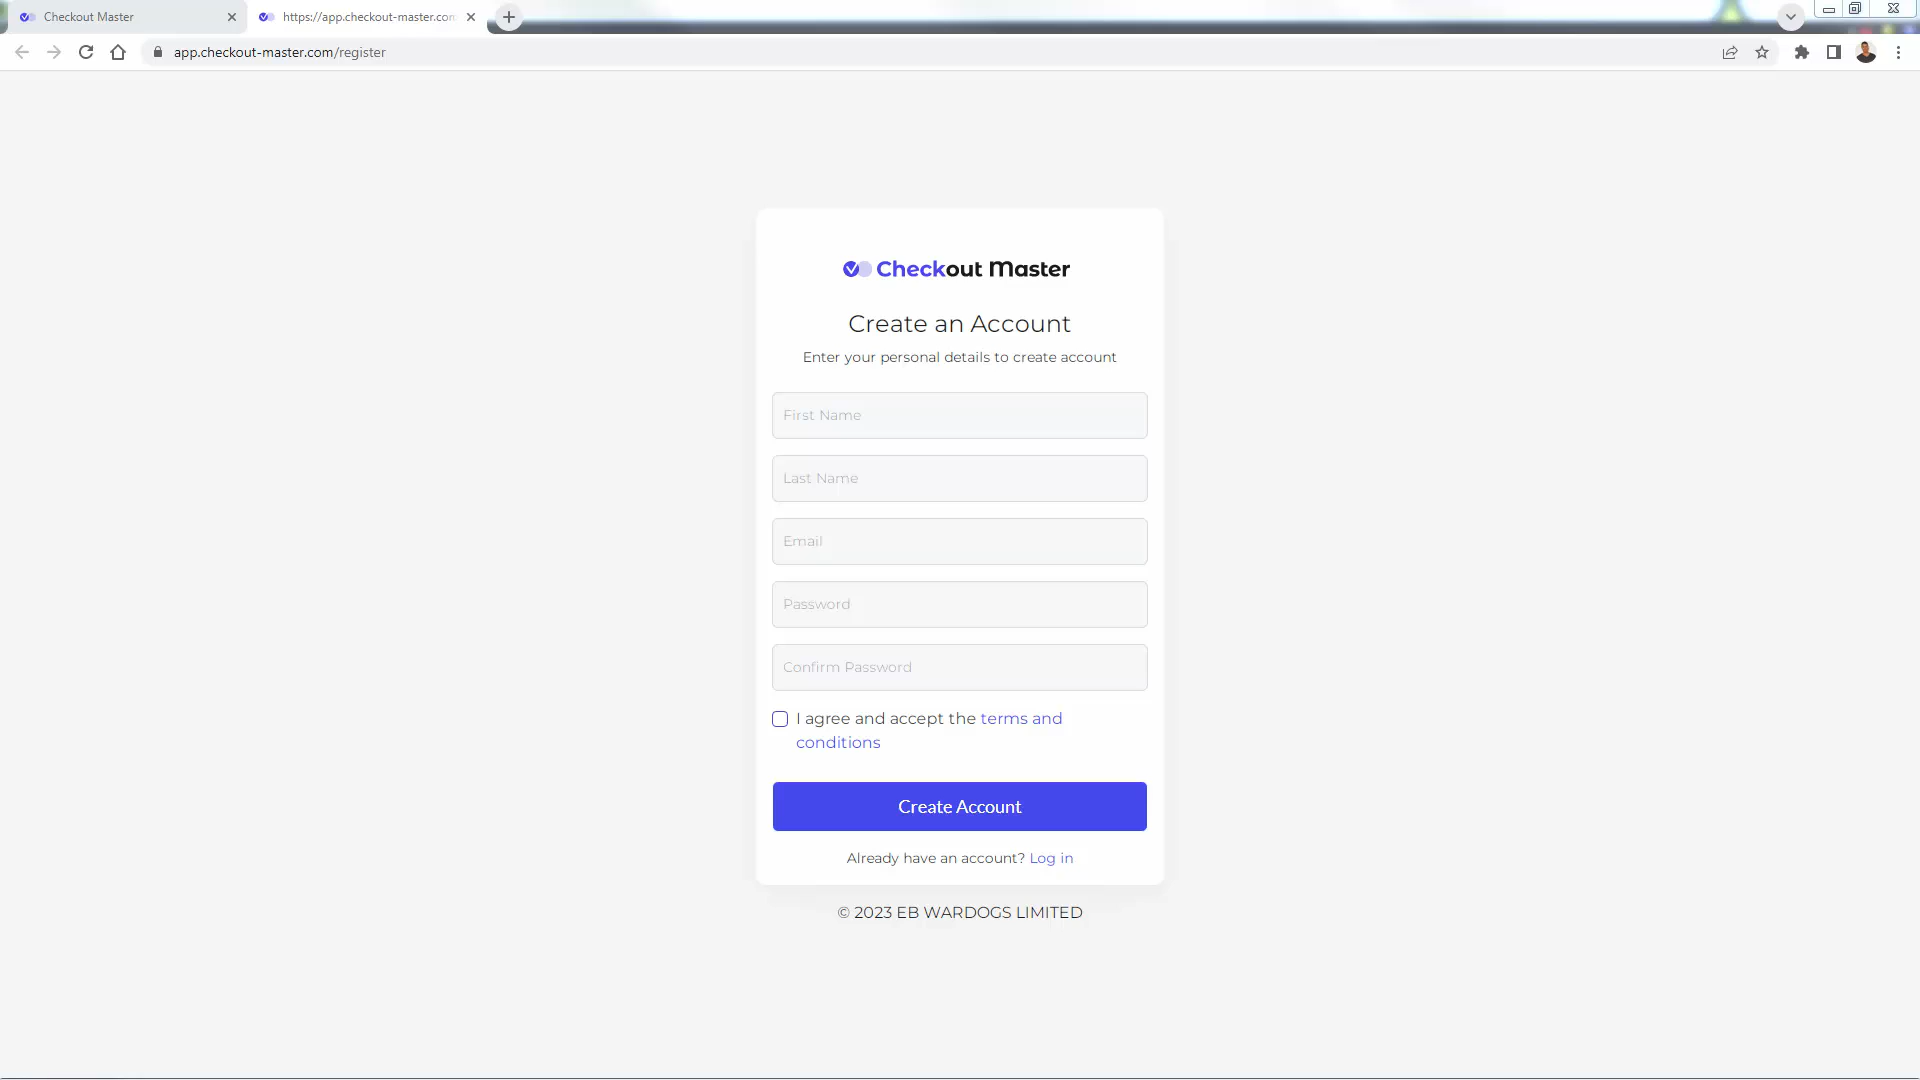 Checkout Master
https://app.checkout-master.com
app.checkout-master.com/register
Checkout Master
Create an Account
Enter your personal details to create account
First Name
Last Name
Email
Password
Confirm Password
I agree and accept the terms and
conditions
Create Account
Already have an account? Log in
© 2023 EB WARDOGS LIMITED